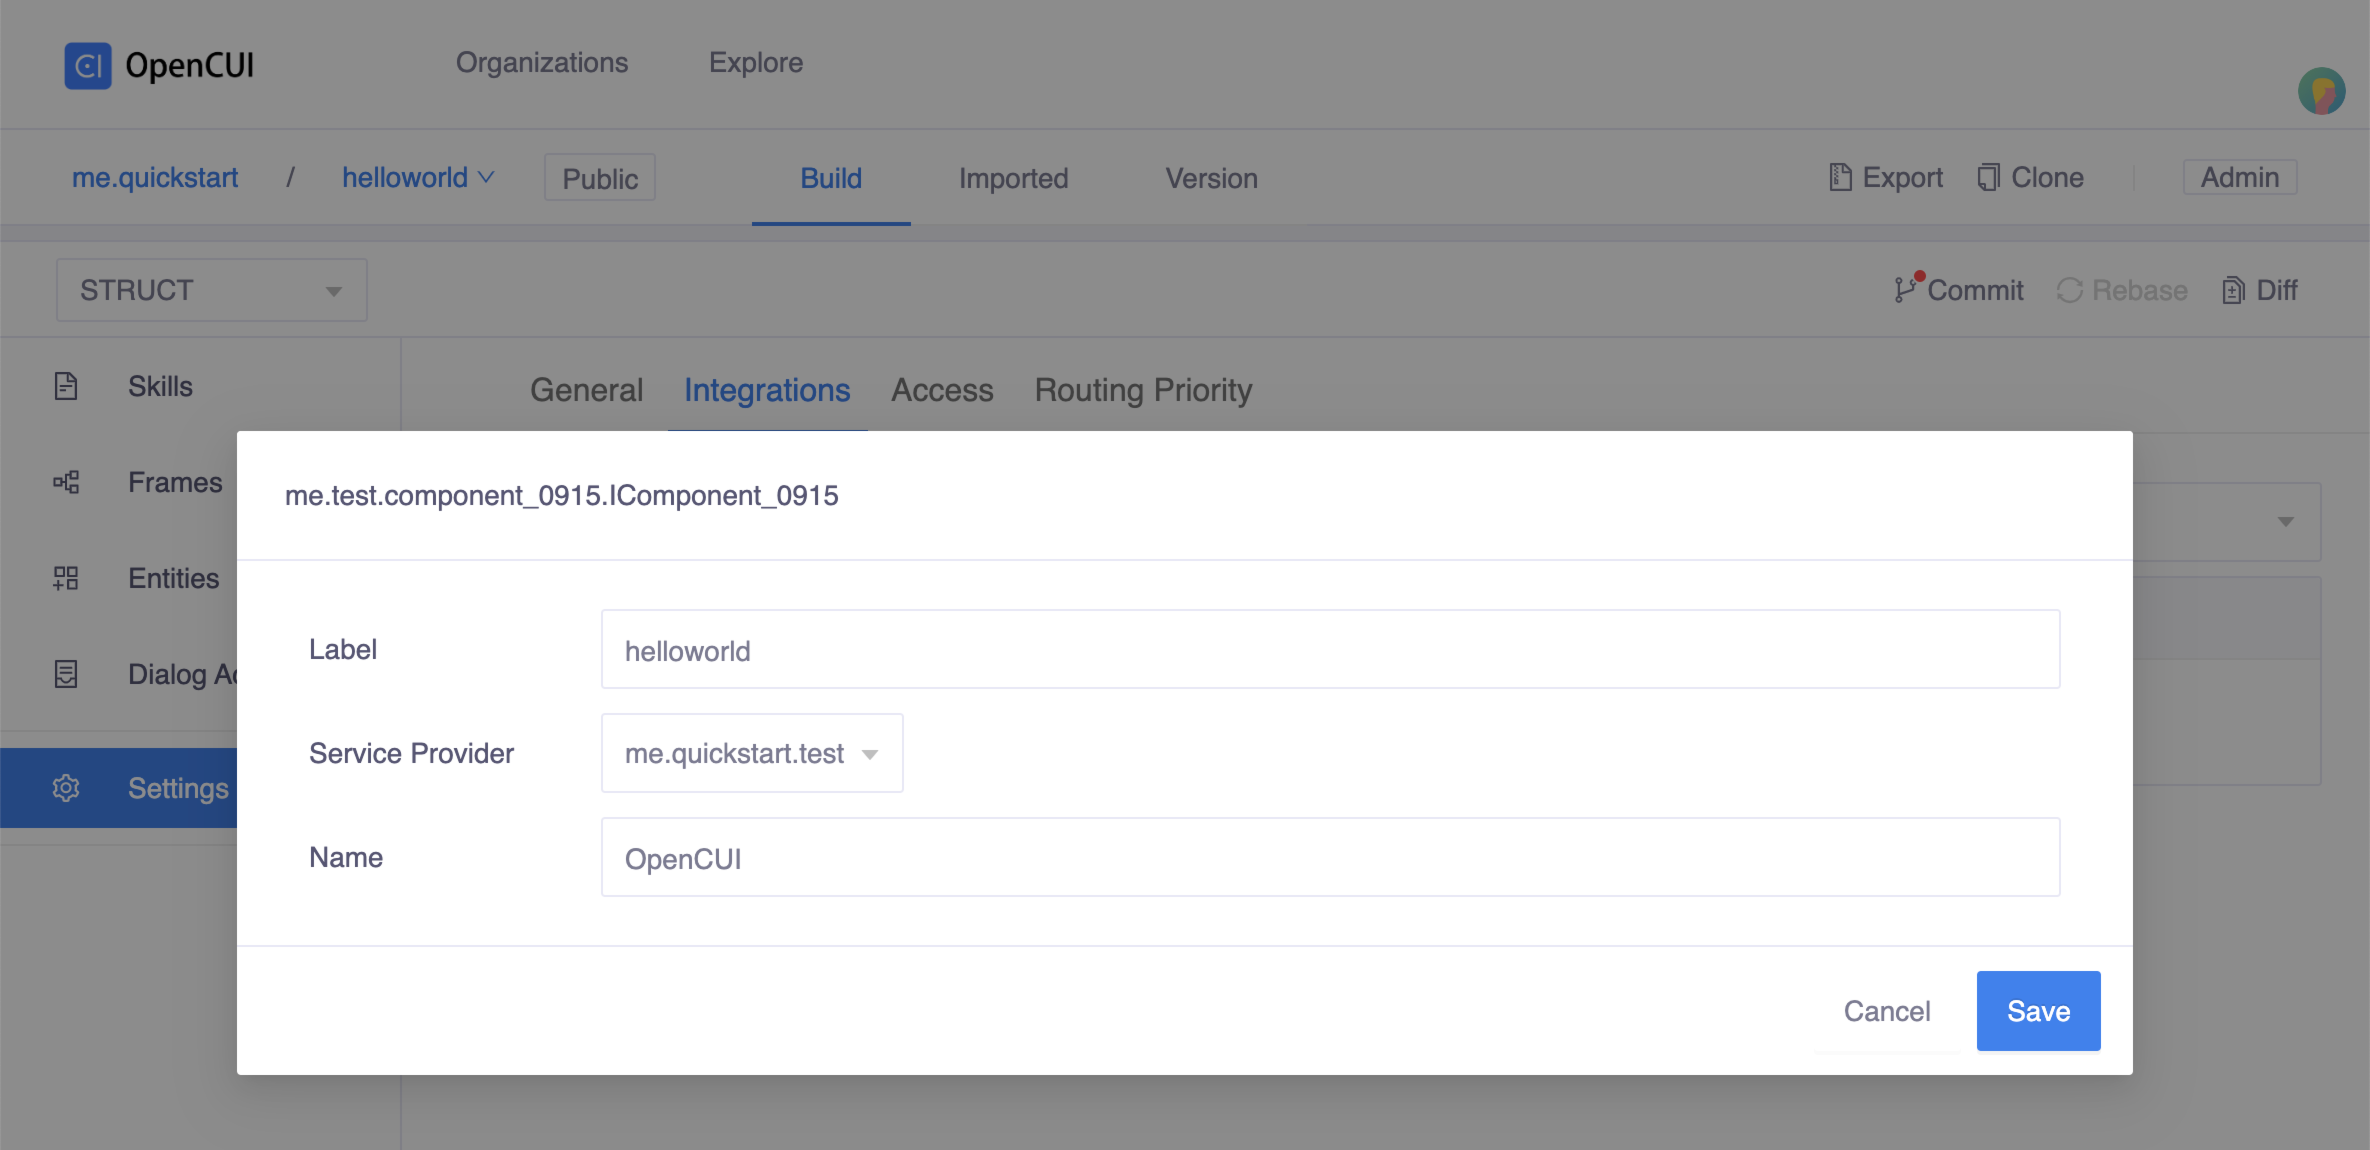 CI OpenCUI Organizations Explore
me.quickstart / helloworld Public Build Imported Version Export Clone Admin
STRUCT Commit Rebase Diff
Skills General Integrations Access Routing Priority
Frames
me.test.component_0915.IComponent_0915
Entities
Label helloworld
Dialog
Service Provider me.quickstart.test
Settings
Name OpenCUI
Cancel Save